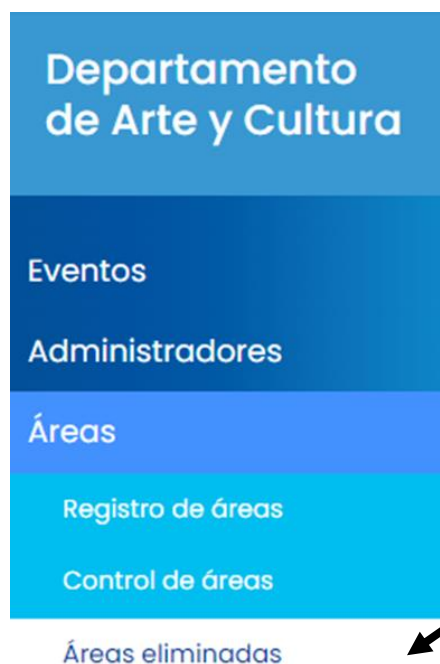 Departamento
de Arte y Cultura
Eventos
Administradores
Áreas
Registro de áreas
Control de áreas
Áreas eliminadas